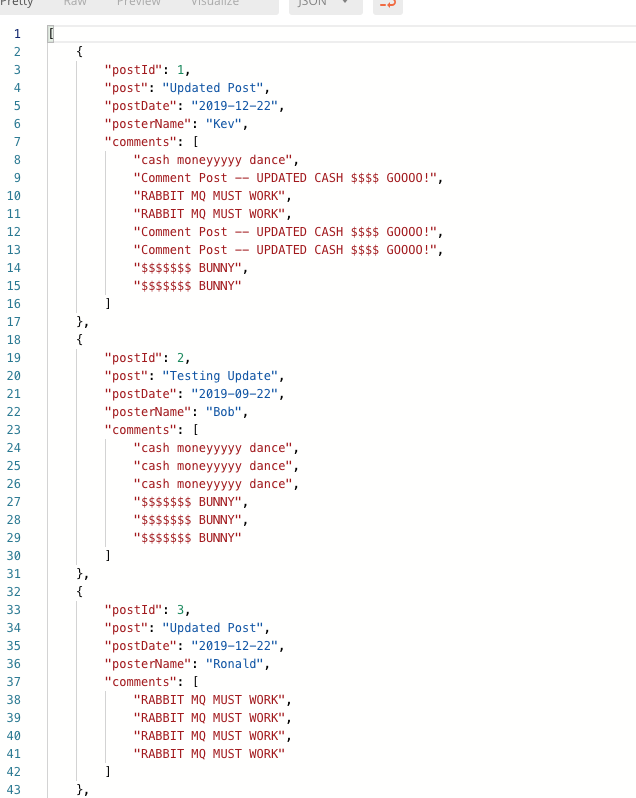 Pretty Raw Preview Visualize JSON
1 [
2 {
3 "postId": 1,
4 "post": "Updated Post",
5 "postDate": "2019-12-22",
6 "posterName": "Kev",
7 "comments": [
8 "cash moneyyyyy dance",
9 "Comment Post -- UPDATED CASH $$$$ GOOOO!",
10 "RABBIT MQ MUST WORK",
11 "RABBIT MQ MUST WORK",
12 "Comment Post -- UPDATED CASH $$$$ GOOOO!",
13 "Comment Post -- UPDATED CASH $$$$ GOOOO!",
14 "$$$$$$$ BUNNY",
15 "$$$$$$$ BUNNY"
16 ]
17 },
18 {
19 "postId": 2,
20 "post": "Testing Update",
21 "postDate": "2019-09-22",
22 "posterName": "Bob",
23 "comments": [
24 "cash moneyyyyy dance",
25 "cash moneyyyyy dance",
26 "cash moneyyyyy dance",
27 "$$$$$$$ BUNNY",
28 "$$$$$$$ BUNNY",
29 "$$$$$$$ BUNNY"
30 ]
31 },
32 {
33 "postId": 3,
34 "post": "Updated Post",
35 "postDate": "2019-12-22",
36 "posterName": "Ronald",
37 "comments": [
38 "RABBIT MQ MUST WORK",
39 "RABBIT MQ MUST WORK",
40 "RABBIT MQ MUST WORK",
41 "RABBIT MQ MUST WORK"
42 ]
43 },